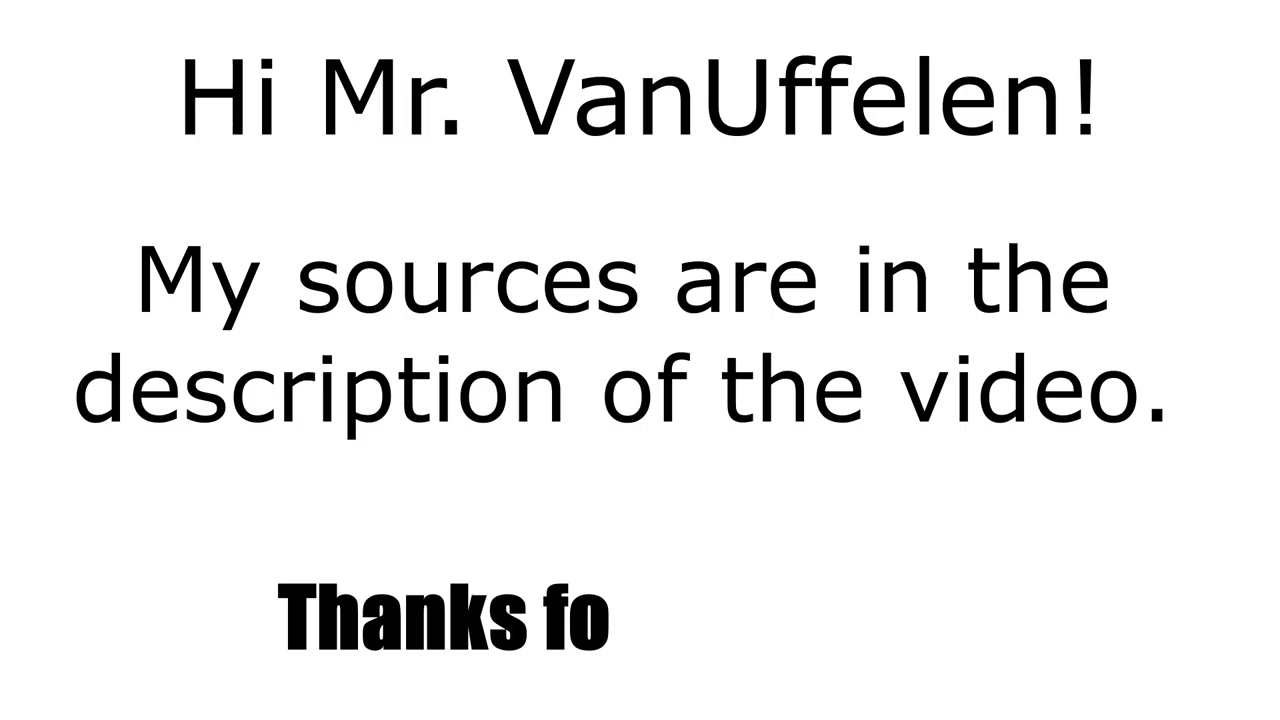 Hi Mr. VanUffelen!
My sources are in the
description of the video.
Thanks fo